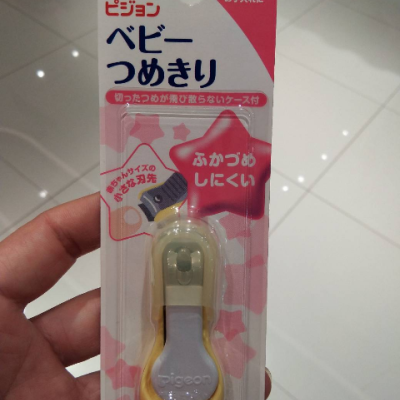 ピジョン
ベビー
つめきり
切ったつめが飛び散らないケース付
赤ちゃんサイズの
小さな刃先
ふかづめ
しにくい
pigeon